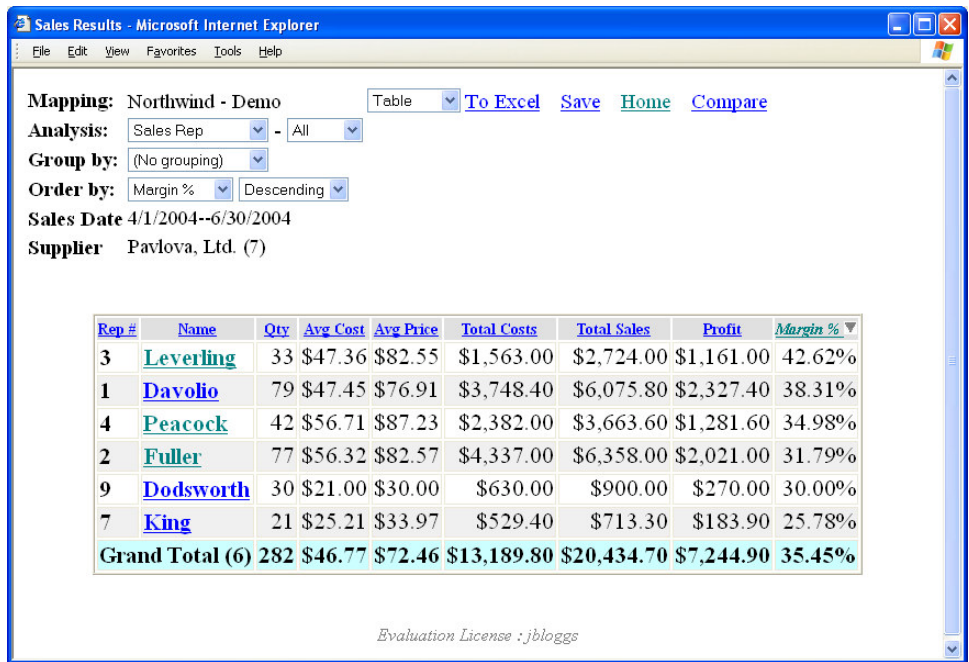 Sales Results - Microsoft Internet Explorer
File Edit View Favorites Tools Help
Mapping: Northwind - Demo Table To Excel Save Home Compare
Analysis: Sales Rep - All
Group by: (No grouping)
Order by: Margin % Descending
Sales Date 4/1/2004--6/30/2004
Supplier Pavlova, Ltd. (7)
Rep # Name Qty Avg Cost Avg Price Total Costs Total Sales Profit Margin %
3 Leverling 33 $47.36 $82.55 $1,563.00 $2,724.00 $1,161.00 42.62%
1 Davolio 79 $47.45 $76.91 $3,748.40 $6,075.80 $2,327.40 38.31%
4 Peacock 42 $56.71 $87.23 $2,382.00 $3,663.60 $1,281.60 34.98%
2 Fuller 77 $56.32 $82.57 $4,337.00 $6,358.00 $2,021.00 31.79%
9 Dodsworth 30 $21.00 $30.00 $630.00 $900.00 $270.00 30.00%
7 King 21 $25.21 $33.97 $529.40 $713.30 $183.90 25.78%
Grand Total (6) 282 $46.77 $72.46 $13,189.80 $20,434.70 $7,244.90 35.45%
Evaluation License : jbloggs